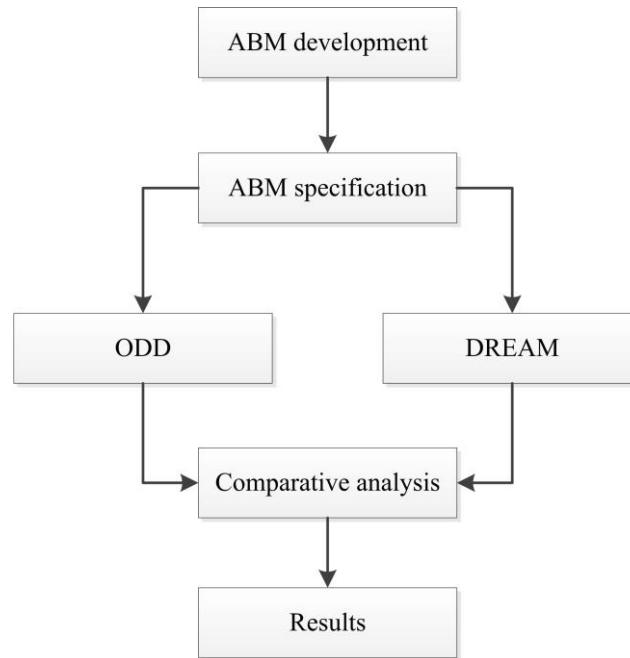 ABM development
ABM specification
ODD
DREAM
Comparative analysis
Results